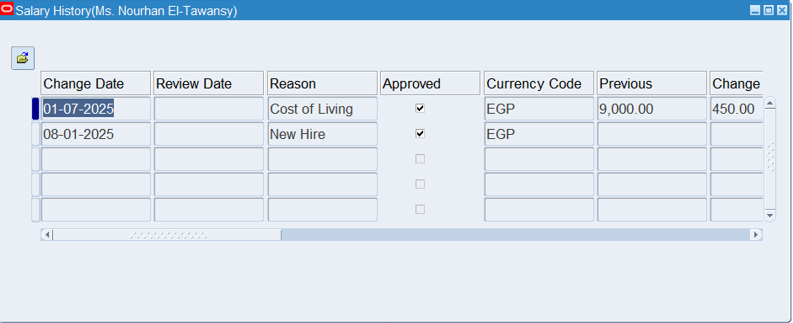 Salary History(Ms. Nourhan El-Tawansy)
Change Date Review Date Reason Approved Currency Code Previous Change
01-07-2025 Cost of Living EGP 9,000.00 450.00
08-01-2025 New Hire EGP